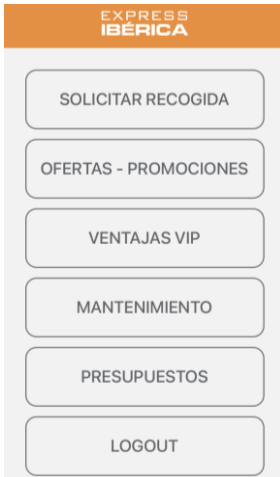 EXPRESS
IBÉRICA
SOLICITAR RECOGIDA
OFERTAS - PROMOCIONES
VENTAJAS VIP
MANTENIMIENTO
PRESUPUESTOS
LOGOUT